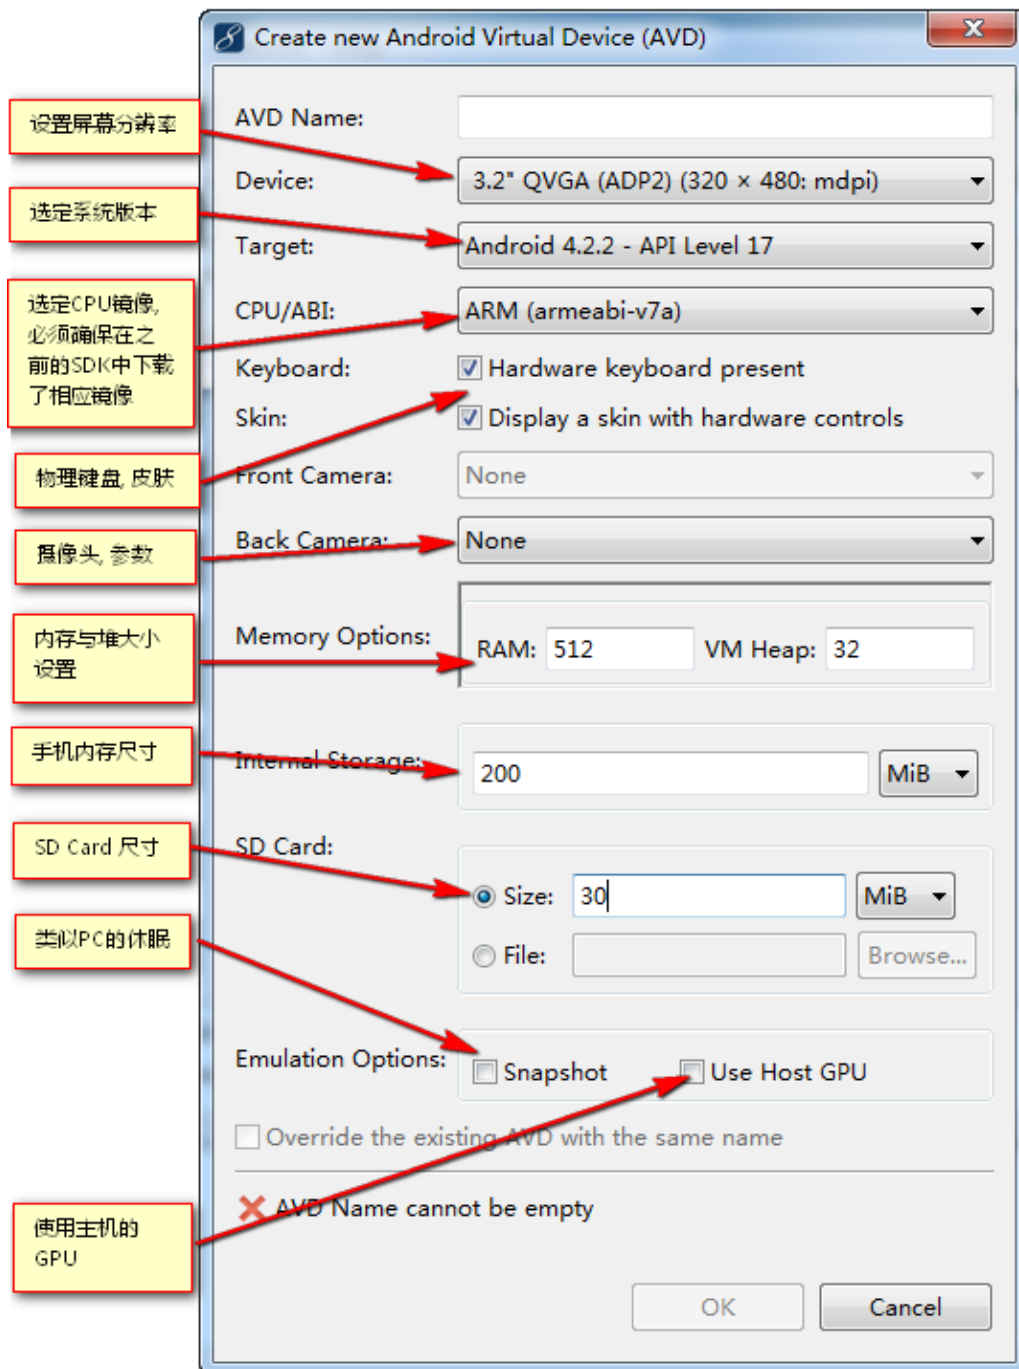 Create new Android Virtual Device (AVD)
设置屏幕分辨率
AVD Name:
Device:
3.2" QVGA (ADP2) (320 × 480: mdpi)
选定系统版本
Target:
Android 4.2.2 - API Level 17
选定CPU镜像,
必须确保在之
前的SDK中下载
了相应镜像
CPU/ABI:
ARM (armeabi-v7a)
Keyboard:
Hardware keyboard present
Skin:
Display a skin with hardware controls
物理键盘, 皮肤
Front Camera:
None
摄像头, 参数
Back Camera:
None
内存与堆大小
设置
Memory Options:
RAM: 512
VM Heap: 32
手机内存尺寸
Internal Storage:
200
MiB
SD Card 尺寸
SD Card:
Size: 30
MiB
类似PC的休眠
File:
Browse...
Emulation Options:
Snapshot
Use Host GPU
Override the existing AVD with the same name
AVD Name cannot be empty
使用主机的
GPU
OK
Cancel